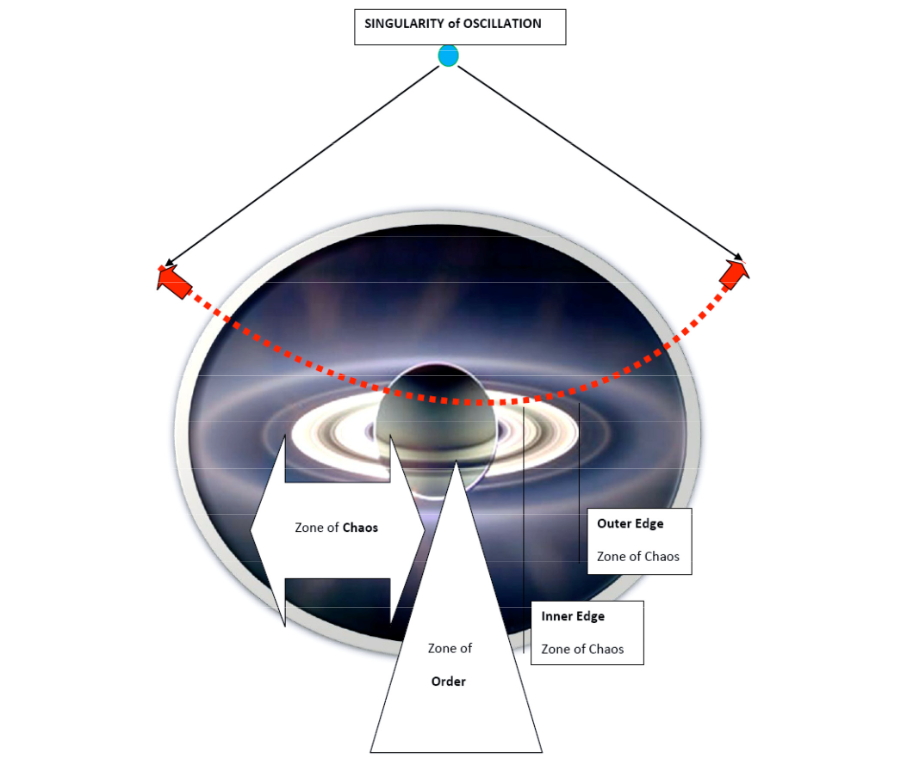 SINGULARITY of OSCILLATION
Zone of Chaos
Outer Edge
Zone of Chaos
Inner Edge
Zone of Chaos
Zone of
Order